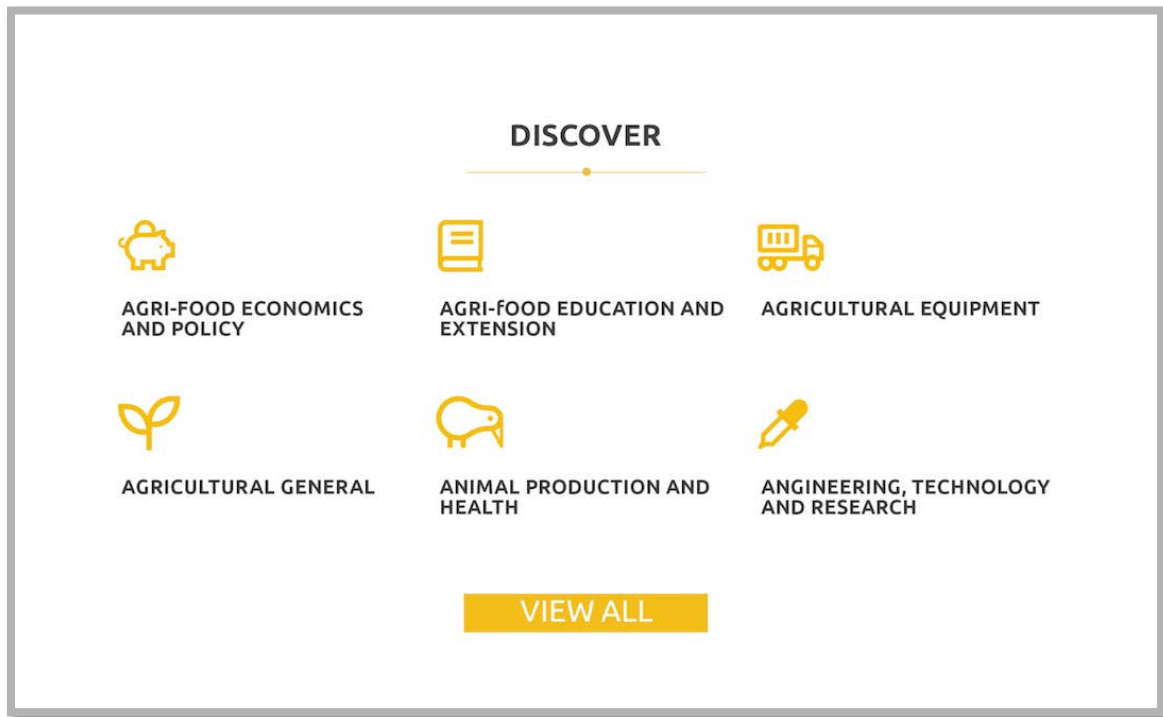 DISCOVER
AGRI-FOOD ECONOMICS
AND POLICY
AGRI-fOOD EDUCATION AND
EXTENSION
AGRICULTURAL EQUIPMENT
AGRICULTURAL GENERAL
ANIMAL PRODUCTION AND
HEALTH
ANGINEERING, TECHNOLOGY
AND RESEARCH
VIEW ALL